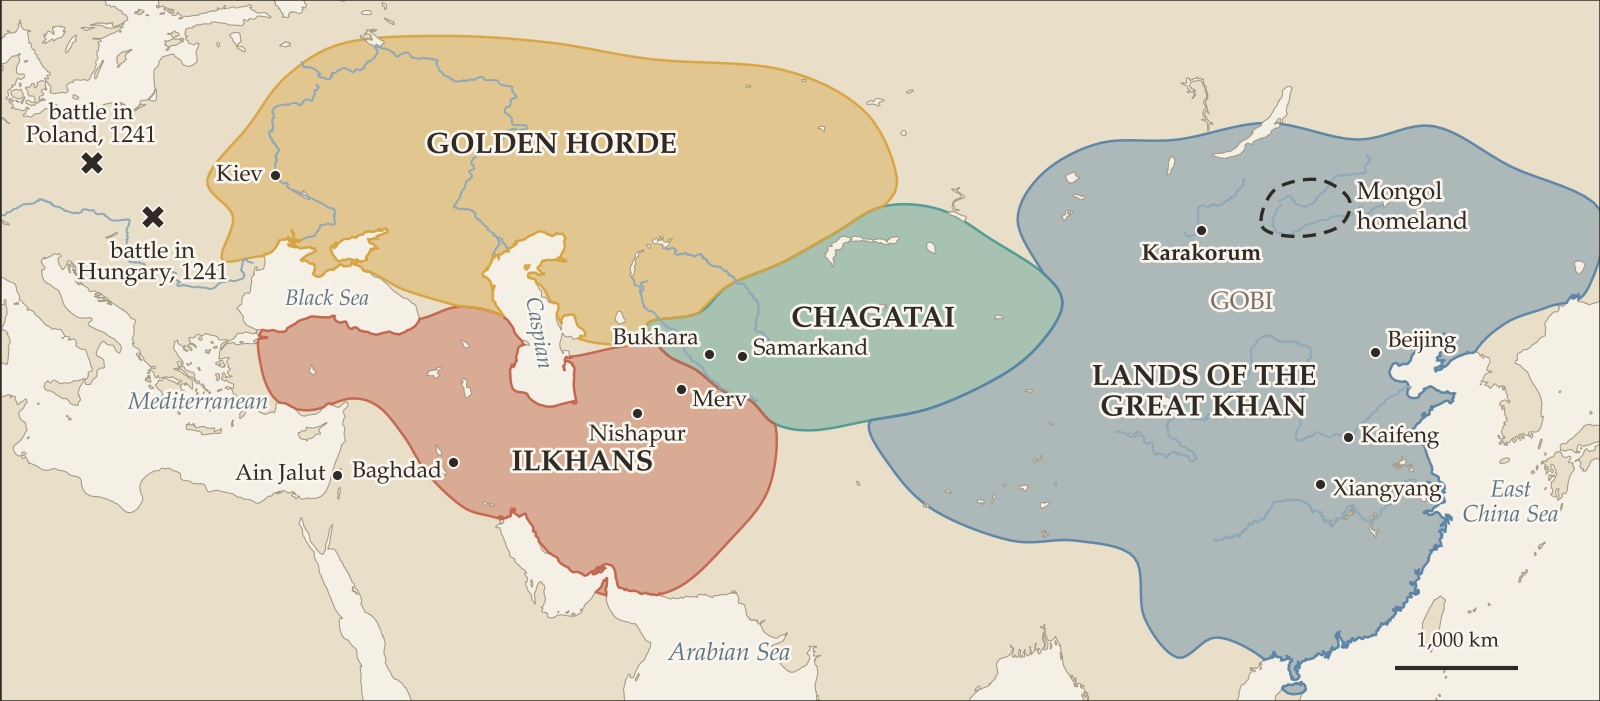 battle in
Poland, 1241
Kiev
battle in
Hungary, 1241
GOLDEN HORDE
Black Sea
Caspian
Mediterranean
Ain Jalut
Baghdad
ILKHANS
Nishapur
Merv
Bukhara
Samarkand
CHAGATAI
Arabian Sea
Mongol
homeland
Karakorum
GOBI
Beijing
LANDS OF THE
GREAT KHAN
Kaifeng
Xiangyang
East
China Sea
1,000 km